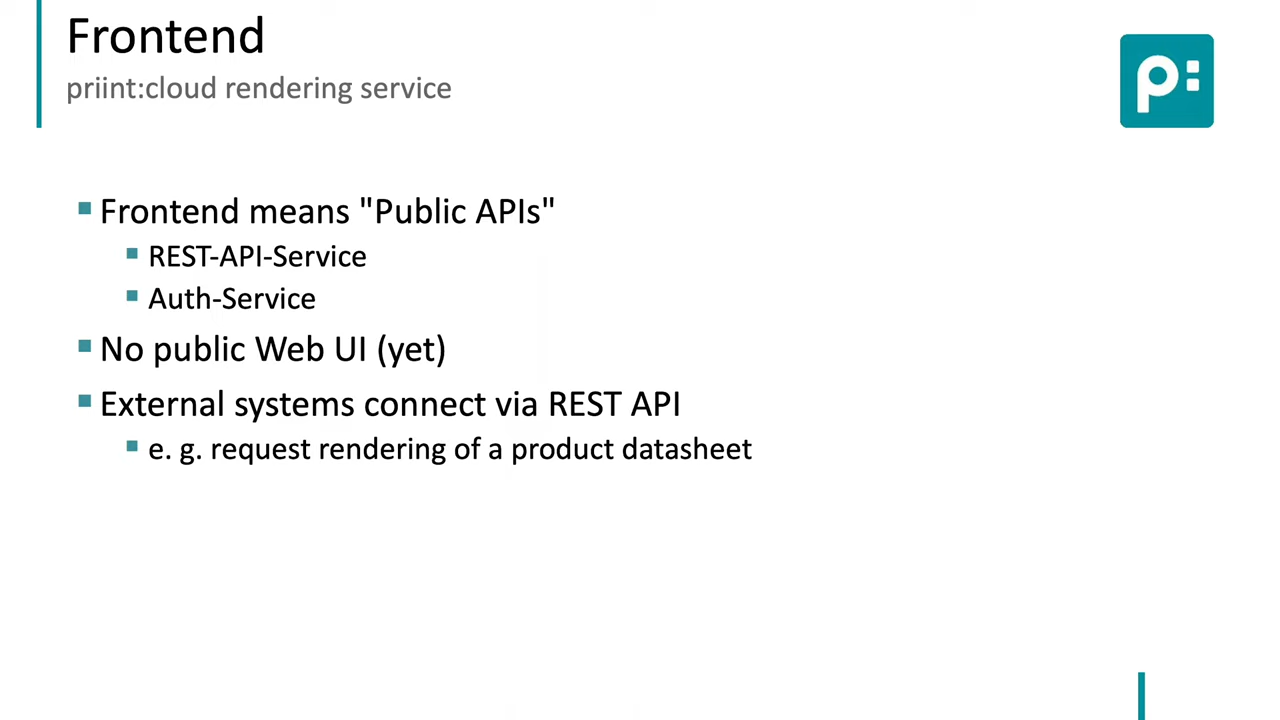 Frontend
priint:cloud rendering service
p:
Frontend means "Public APIs"
REST-API-Service
Auth-Service
No public Web UI (yet)
External systems connect via REST API
e. g. request rendering of a product datasheet